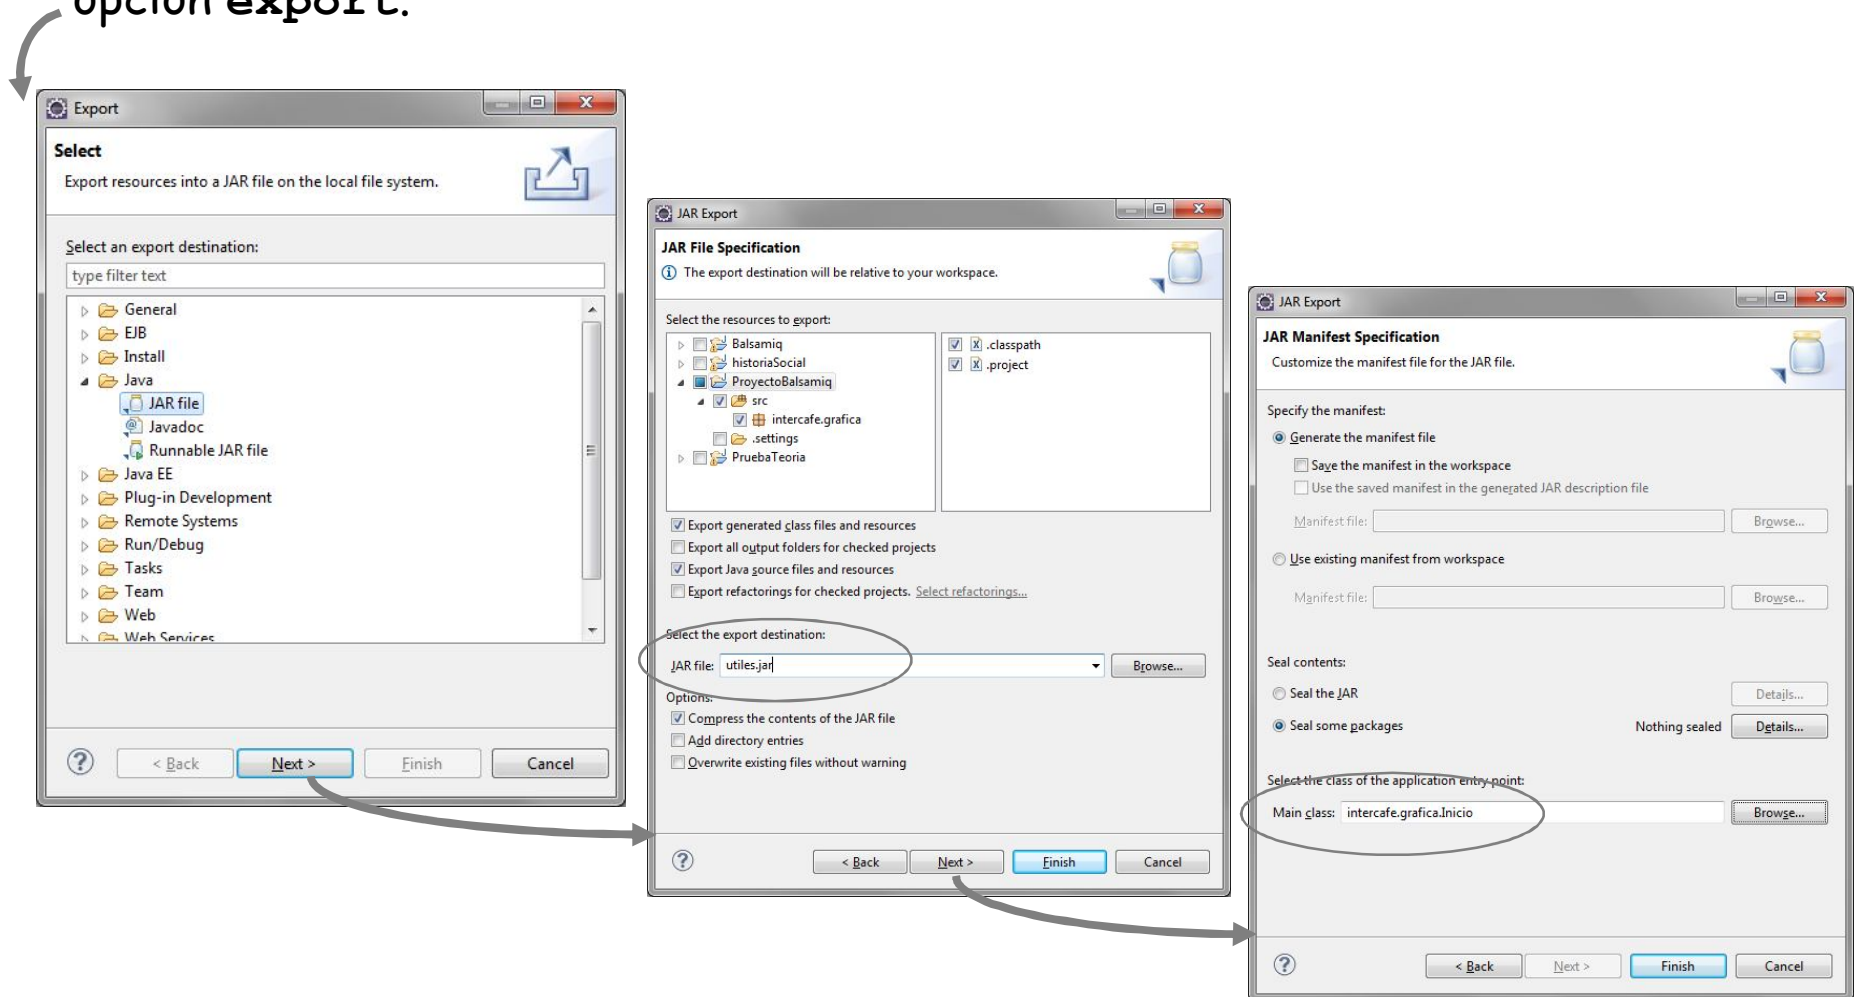 opción export.
Export
Select
Export resources into a JAR file on the local file system.
Select an export destination:
type filter text
General
EJB
Install
Java
JAR file
Javadoc
Runnable JAR file
Java EE
Plug-in Development
Remote Systems
Run/Debug
Tasks
Team
Web
Web Services
< Back
Next >
Finish
Cancel
JAR Export
JAR File Specification
The export destination will be relative to your workspace.
Select the resources to export:
Balsamiq
historiaSocial
ProyectoBalsamiq
src
intercafe.grafica
.settings
PruebaTeoria
.classpath
.project
Export generated class files and resources
Export all output folders for checked projects
Export Java source files and resources
Export refactorings for checked projects. Select refactorings...
Select the export destination:
JAR file: utiles.jar Browse...
Options:
Compress the contents of the JAR file
Add directory entries
Overwrite existing files without warning
< Back
Next >
Finish
Cancel
JAR Export
JAR Manifest Specification
Customize the manifest file for the JAR file.
Specify the manifest:
Generate the manifest file
Save the manifest in the workspace
Use the saved manifest in the generated JAR description file
Manifest file: Browse...
Use existing manifest from workspace
Manifest file: Browse...
Seal contents:
Seal the JAR Details...
Seal some packages Nothing sealed Details...
Select the class of the application entry point:
Main class: intercafe.grafica.Inicio Browse...
< Back
Next >
Finish
Cancel